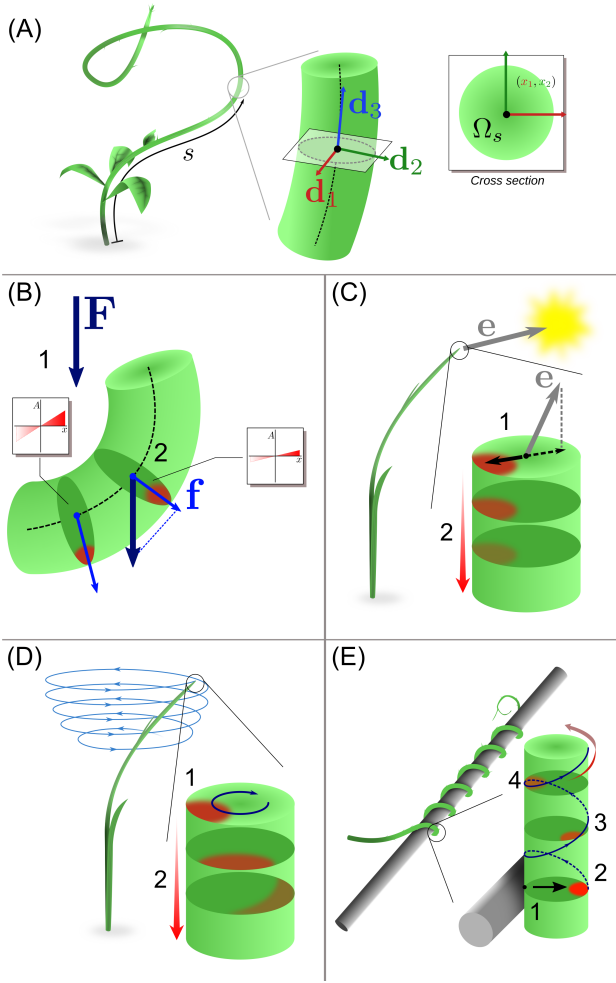 (A)
s
d₃
d₂
d₁
(x₁, x₂)
Ωₛ
Cross section
(B)
F
1
A
x
2
f
(C)
e
e
1
2
(D)
1
2
(E)
4
3
2
1